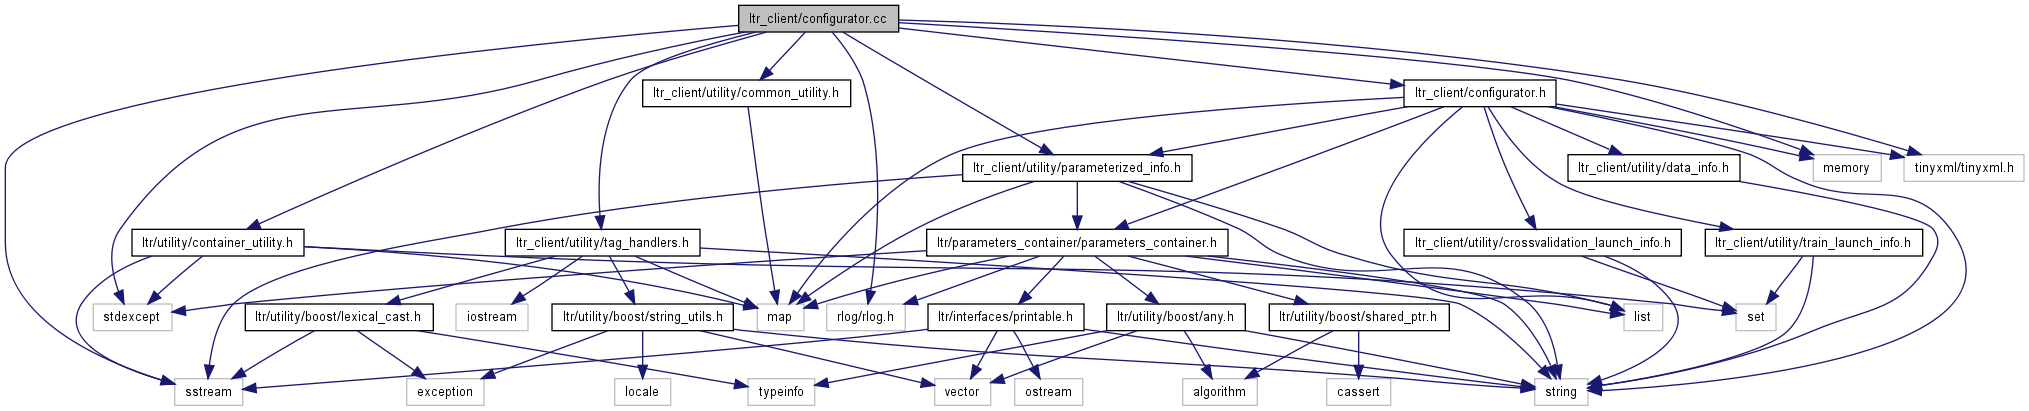 ltr_client/configurator.cc
ltr_client/utility/common_utility.h
ltr_client/configurator.h
ltr_client/utility/parameterized_info.h
ltr_client/utility/data_info.h
memory
tinyxml/tinyxml.h
ltr/utility/container_utility.h
ltr_client/utility/tag_handlers.h
ltr/parameters_container/parameters_container.h
ltr_client/utility/crossvalidation_launch_info.h
ltr_client/utility/train_launch_info.h
stdexcept
ltr/utility/boost/lexical_cast.h
iostream
ltr/utility/boost/string_utils.h
map
rlog/rlog.h
ltr/interfaces/printable.h
ltr/utility/boost/any.h
ltr/utility/boost/shared_ptr.h
list
set
sstream
exception
locale
typeinfo
vector
ostream
algorithm
cassert
string